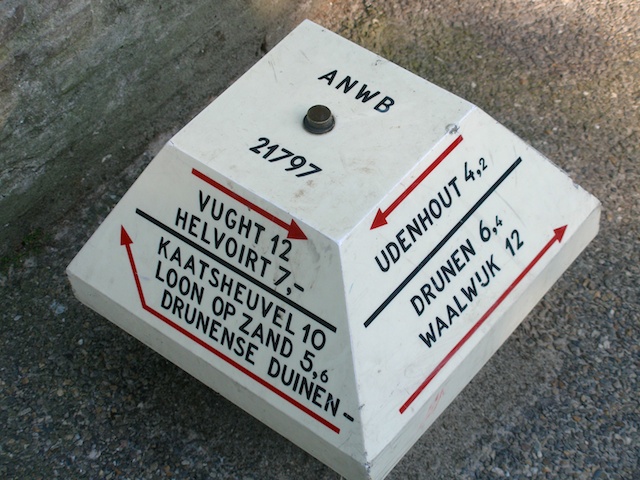 ANWB
21797
VUGHT 12
HELVOIRT 7,-
KAATSHEUVEL 10
LOON OP ZAND 5,6
DRUNENSE DUINEN-
UDENHOUT 4,2
DRUNEN 6,4
WAALWIJK 12